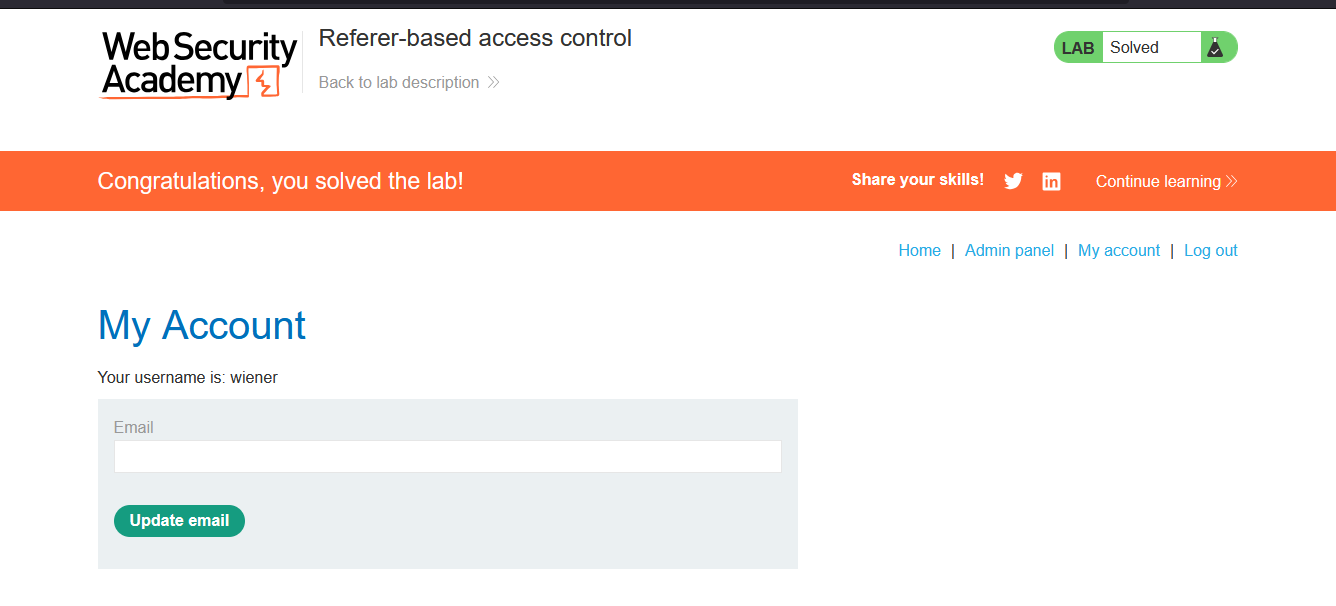 Web Security
Academy
Referer-based access control
Back to lab description
LAB Solved
Congratulations, you solved the lab!
Share your skills!
Continue learning
Home | Admin panel | My account | Log out
My Account
Your username is: wiener
Email
Update email